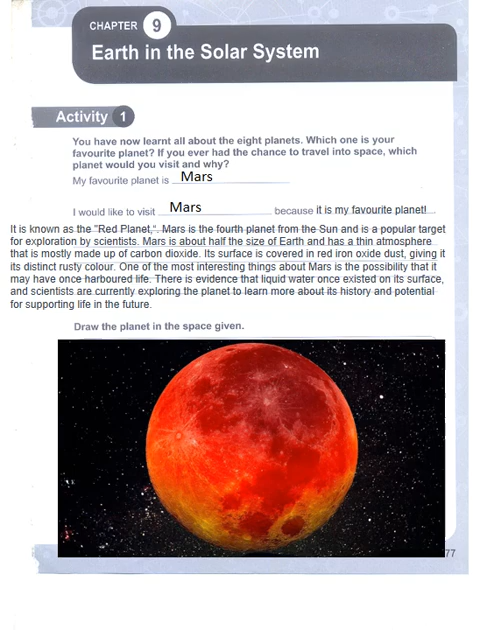 CHAPTER 9
Earth in the Solar System
Activity 1
You have now learnt all about the eight planets. Which one is your
favourite planet? If you ever had the chance to travel into space, which
planet would you visit and why?
My favourite planet is Mars
I would like to visit Mars because it is my favourite planet!
It is known as the "Red Planet,". Mars is the fourth planet from the Sun and is a popular target
for exploration by scientists. Mars is about half the size of Earth and has a thin atmosphere
that is mostly made up of carbon dioxide. Its surface is covered in red iron oxide dust, giving it
its distinct rusty colour. One of the most interesting things about Mars is the possibility that it
may have once harboured life. There is evidence that liquid water once existed on its surface,
and scientists are currently exploring the planet to learn more about its history and potential
for supporting life in the future.
Draw the planet in the space given.
77